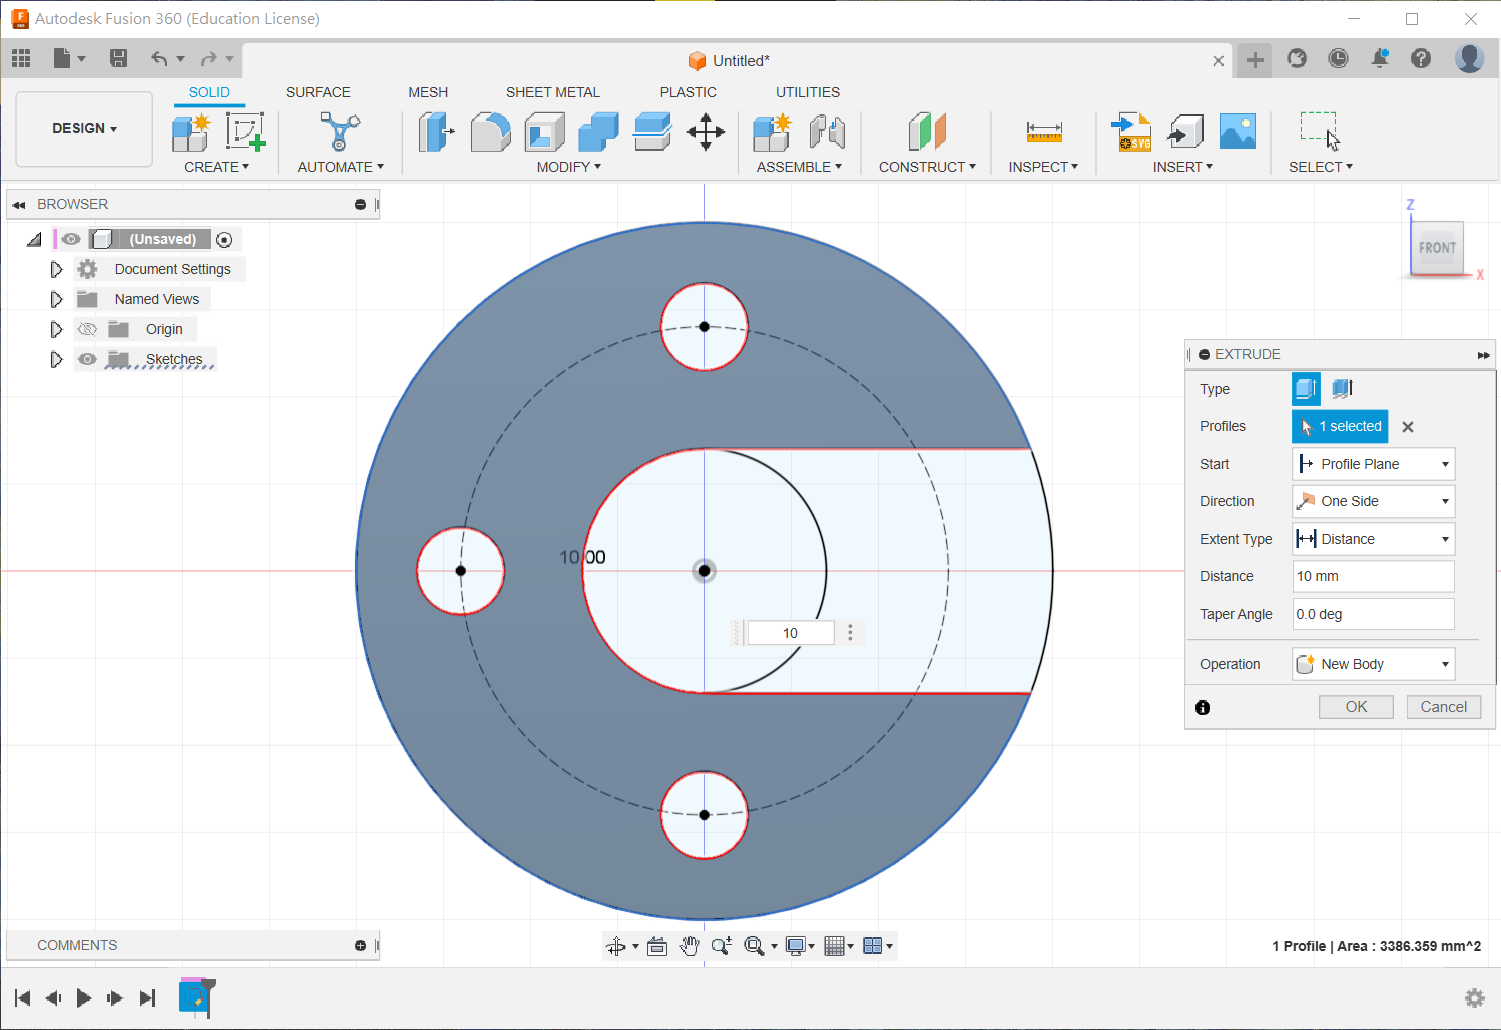 Autodesk Fusion 360 (Education License)
Untitled*
SOLID SURFACE MESH SHEET METAL PLASTIC UTILITIES
DESIGN
SVG
CREATE AUTOMATE MODIFY ASSEMBLE CONSTRUCT INSPECT INSERT SELECT
BROWSER
(Unsaved)
Document Settings
Named Views
Origin
Sketches
Z
FRONT
X
10.00
10
EXTRUDE
Type
Profiles 1 selected
Start Profile Plane
Direction One Side
Extent Type Distance
Distance 10 mm
Taper Angle 0.0 deg
Operation New Body
OK Cancel
COMMENTS
1 Profile | Area : 3386.359 mm^2